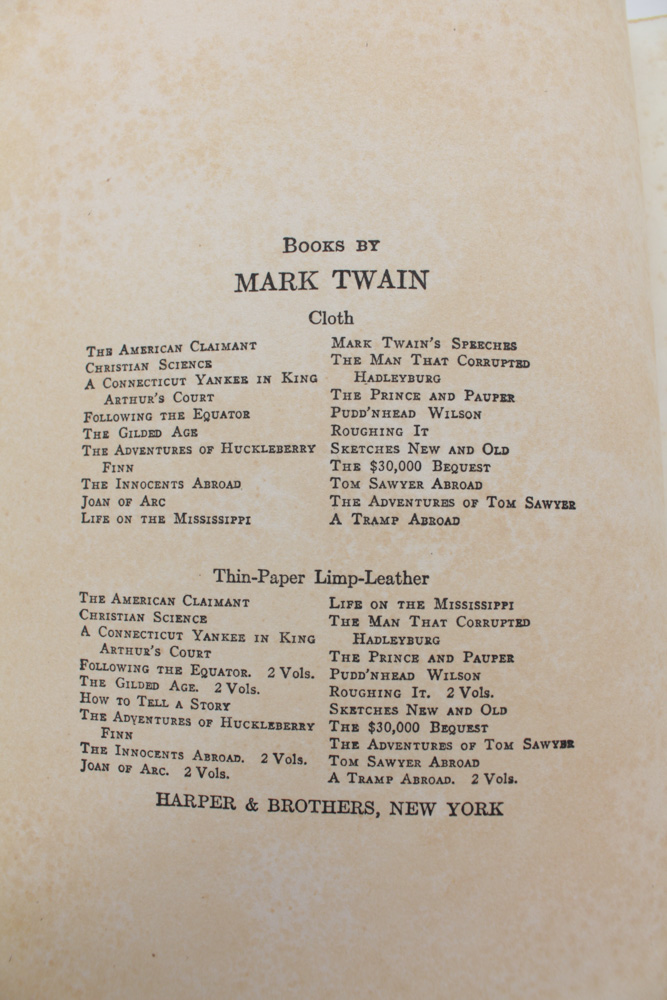 BOOKS BY
MARK TWAIN
Cloth
THE AMERICAN CLAIMANT
CHRISTIAN SCIENCE
A CONNECTICUT YANKEE IN KING
ARTHUR'S COURT
FOLLOWING THE EQUATOR
THE GILDED AGE
THE ADVENTURES OF HUCKLEBERRY
FINN
THE INNOCENTS ABROAD
JOAN OF ARC
LIFE ON THE MISSISSIPPI
MARK TWAIN'S SPEECHES
THE MAN THAT CORRUPTED
HADLEYBURG
THE PRINCE AND PAUPER
PUDD'NHEAD WILSON
ROUGHING IT
SKETCHES NEW AND OLD
THE $30,000 BEQUEST
TOM SAWYER ABROAD
THE ADVENTURES OF TOM SAWYER
A TRAMP ABROAD
Thin-Paper Limp-Leather
THE AMERICAN CLAIMANT
CHRISTIAN SCIENCE
A CONNECTICUT YANKEE IN KING
ARTHUR'S COURT
FOLLOWING THE EQUATOR. 2 Vols.
THE GILDED AGE. 2 Vols.
HOW TO TELL A STORY
THE ADVENTURES OF HUCKLEBERRY
FINN
THE INNOCENTS ABROAD. 2 Vols.
JOAN OF ARC. 2 Vols.
LIFE ON THE MISSISSIPPI
THE MAN THAT CORRUPTED
HADLEYBURG
THE PRINCE AND PAUPER
PUDD'NHEAD WILSON
ROUGHING IT. 2 Vols.
SKETCHES NEW AND OLD
THE $30,000 BEQUEST
THE ADVENTURES OF TOM SAWYER
TOM SAWYER ABROAD
A TRAMP ABROAD. 2 Vols.
HARPER & BROTHERS, NEW YORK